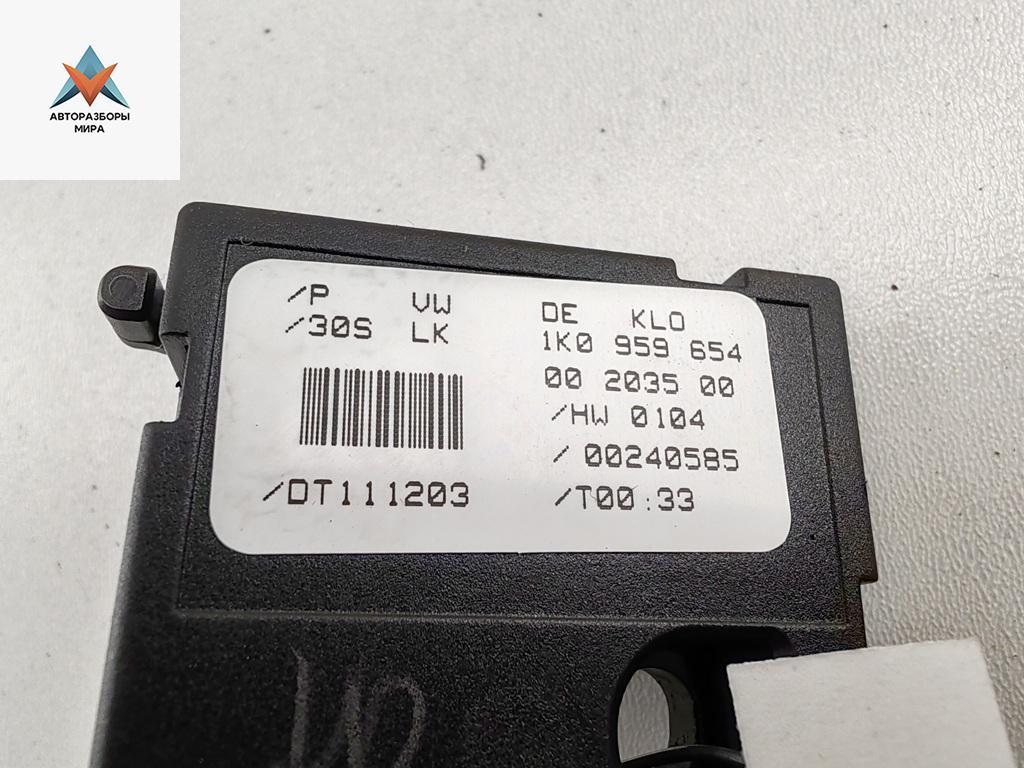 АВТОРАЗБОРЫ
МИРА
/P VW
/30S LK
/DT111203
DE KLO
1K0 959 654
00 2035 00
/HW 0104
/ 00240585
/T00:33